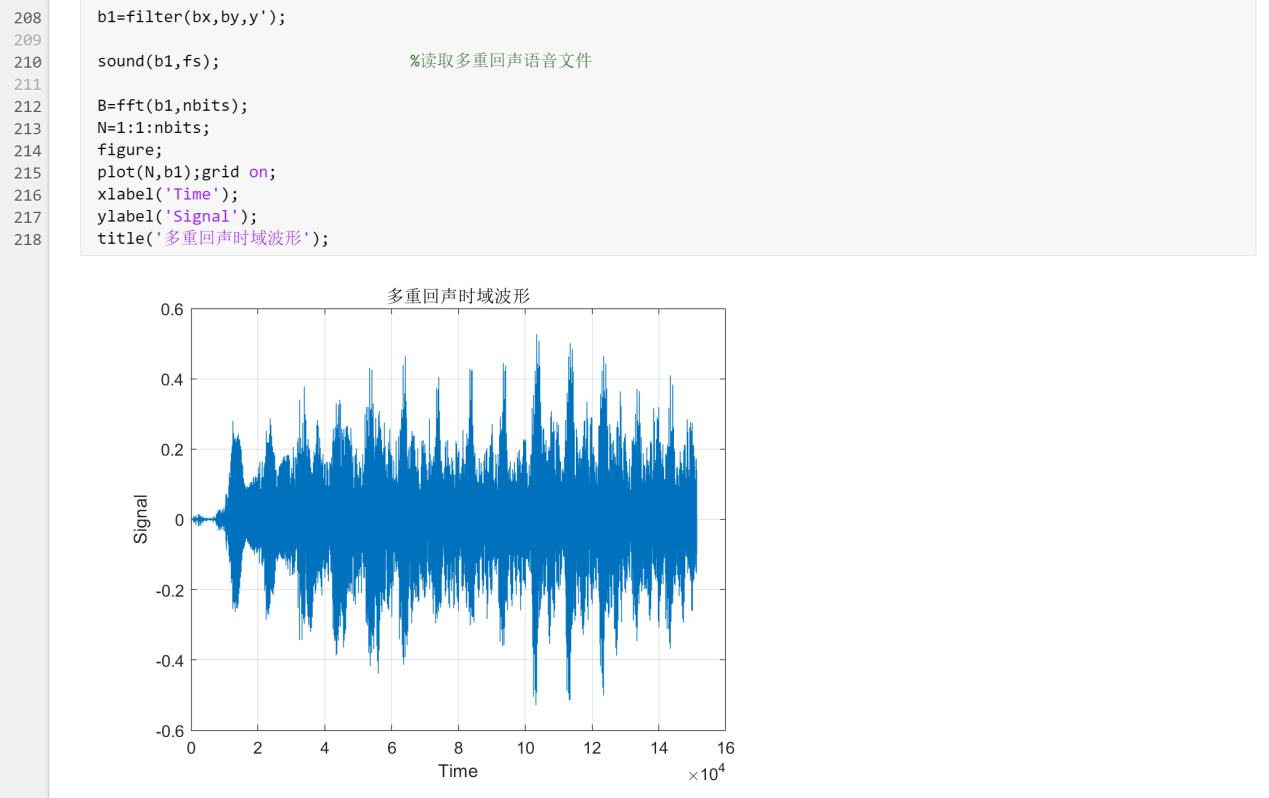 208 b1=filter(bx,by,y');
209
210 sound(b1,fs); %读取多重回声语音文件
211
212 B=fft(b1,nbits);
213 N=1:1:nbits;
214 figure;
215 plot(N,b1);grid on;
216 xlabel('Time');
217 ylabel('Signal');
218 title('多重回声时域波形');
多重回声时域波形
0.6
0.4
0.2
0
-0.2
-0.4
-0.6
Signal
0 2 4 6 8 10 12 14 16
Time
×10⁴